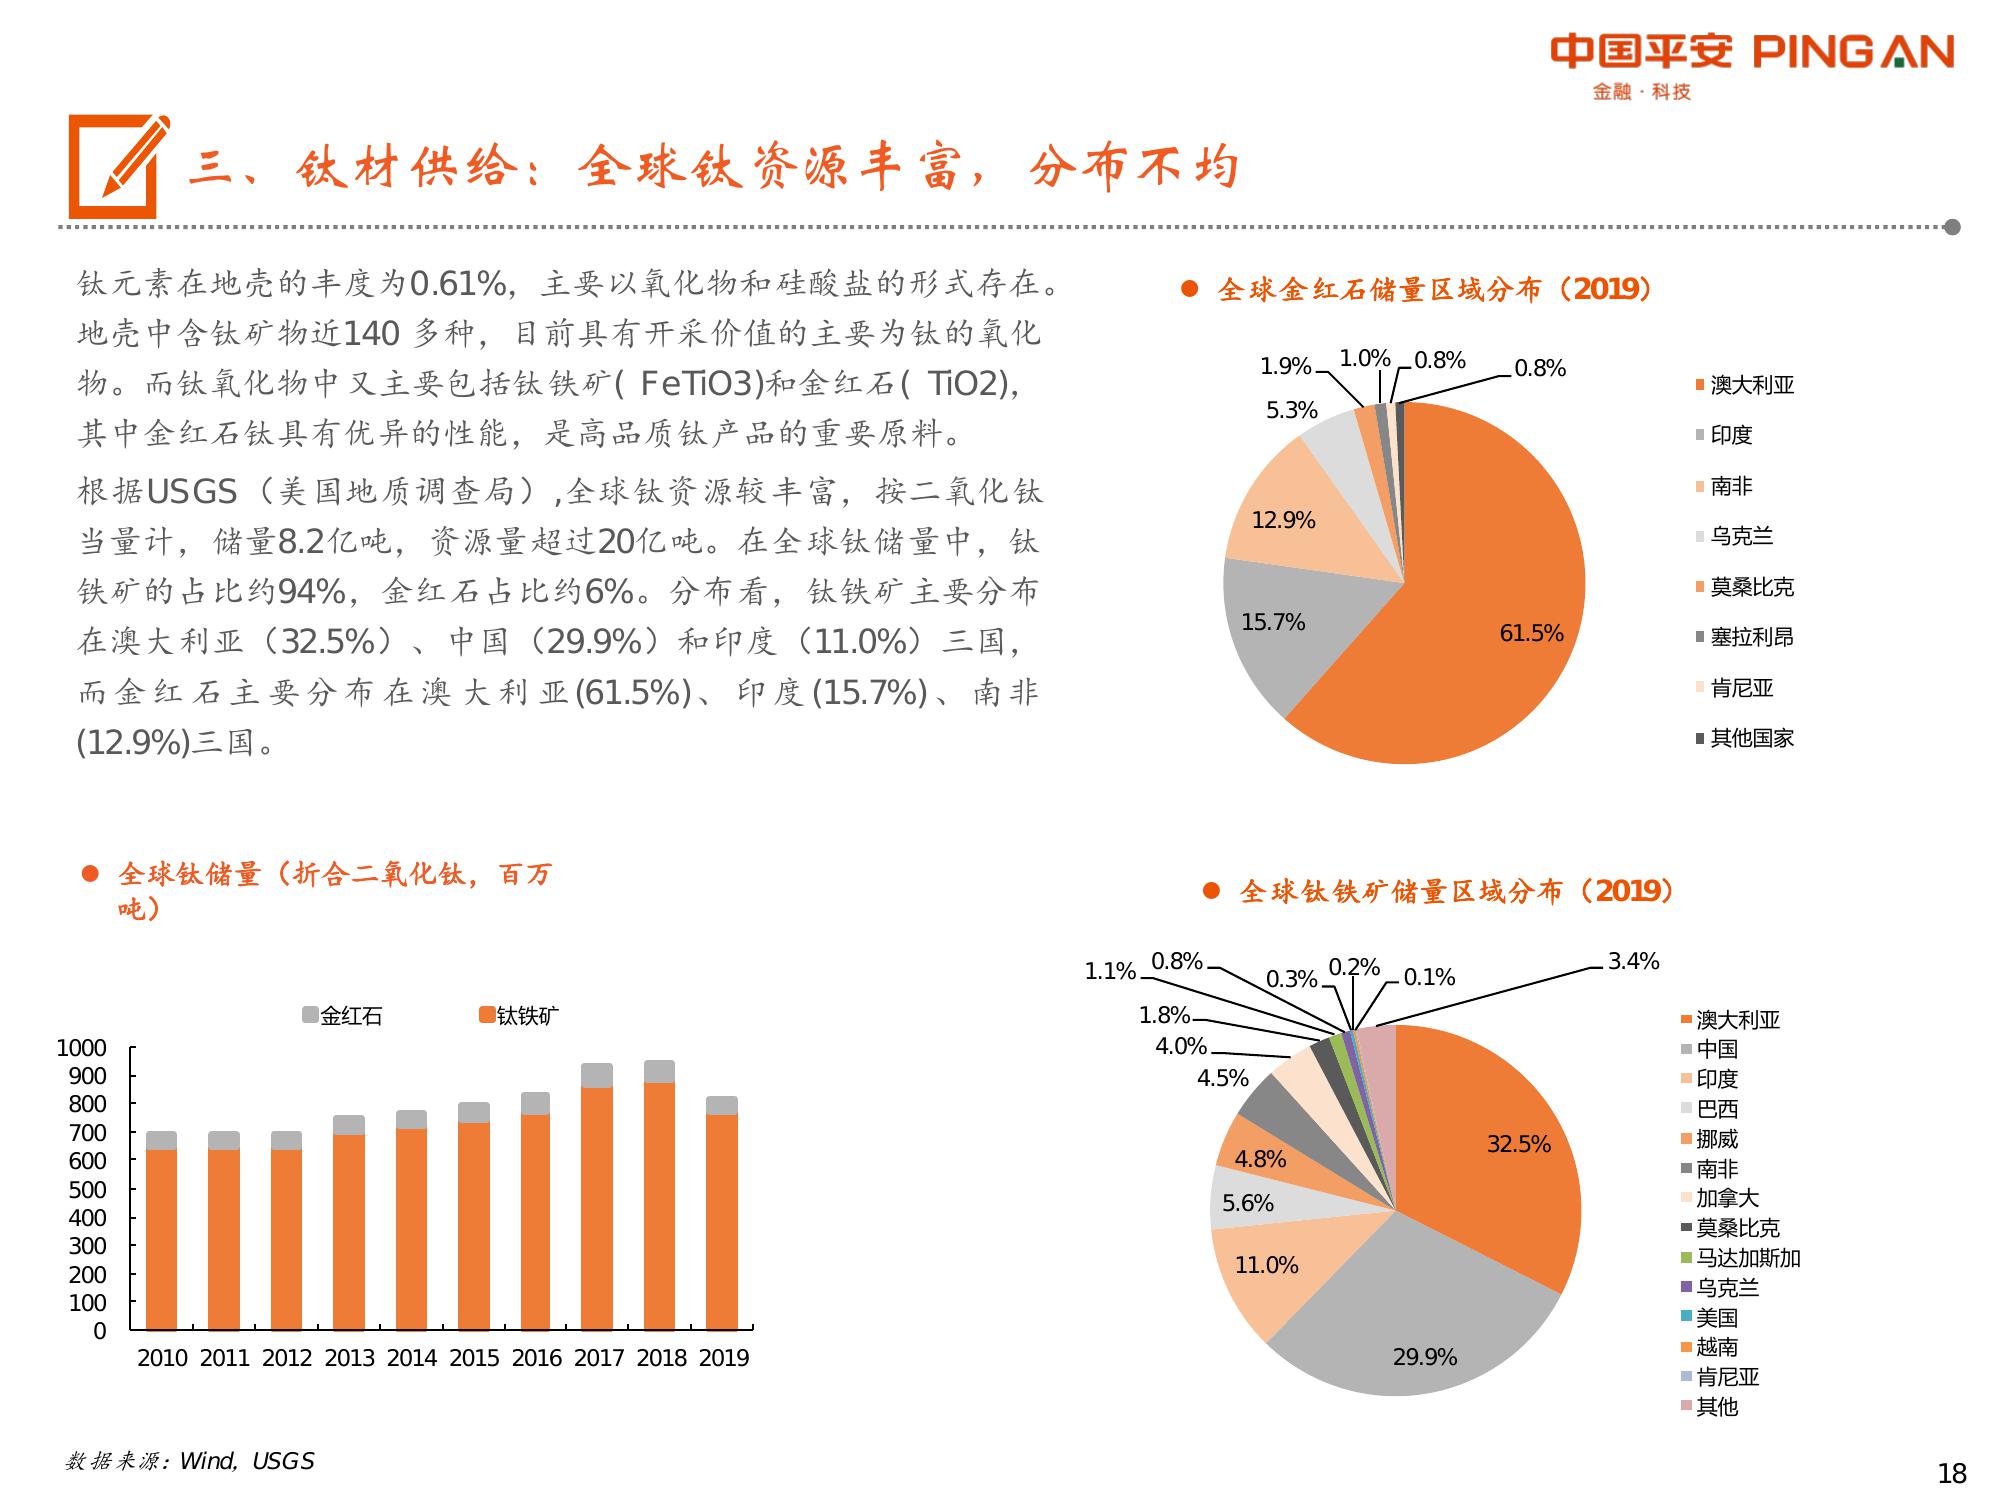 中国平安 PING AN
金融·科技
三、钛材供给：全球钛资源丰富，分布不均
钛元素在地壳的丰度为0.61%，主要以氧化物和硅酸盐的形式存在。
地壳中含钛矿物近140 多种，目前具有开采价值的主要为钛的氧化
物。而钛氧化物中又主要包括钛铁矿( FeTiO3)和金红石( TiO2)，
其中金红石钛具有优异的性能，是高品质钛产品的重要原料。
根据USGS（美国地质调查局）,全球钛资源较丰富，按二氧化钛
当量计，储量8.2亿吨，资源量超过20亿吨。在全球钛储量中，钛
铁矿的占比约94%，金红石占比约6%。分布看，钛铁矿主要分布
在澳大利亚（32.5%）、中国（29.9%）和印度（11.0%）三国，
而金红石主要分布在澳大利亚(61.5%)、印度(15.7%)、南非
(12.9%)三国。
全球金红石储量区域分布（2019）
1.9%
1.0%
0.8%
0.8%
5.3%
12.9%
15.7%
61.5%
澳大利亚
印度
南非
乌克兰
莫桑比克
塞拉利昂
肯尼亚
其他国家
全球钛储量（折合二氧化钛，百万
吨）
金红石
钛铁矿
1000
900
800
700
600
500
400
300
200
100
0
2010 2011 2012 2013 2014 2015 2016 2017 2018 2019
全球钛铁矿储量区域分布（2019）
1.1%
0.8%
0.3%
0.2%
0.1%
3.4%
1.8%
4.0%
4.5%
4.8%
5.6%
11.0%
32.5%
29.9%
澳大利亚
中国
印度
巴西
挪威
南非
加拿大
莫桑比克
马达加斯加
乌克兰
美国
越南
肯尼亚
其他
数据来源：Wind，USGS
18